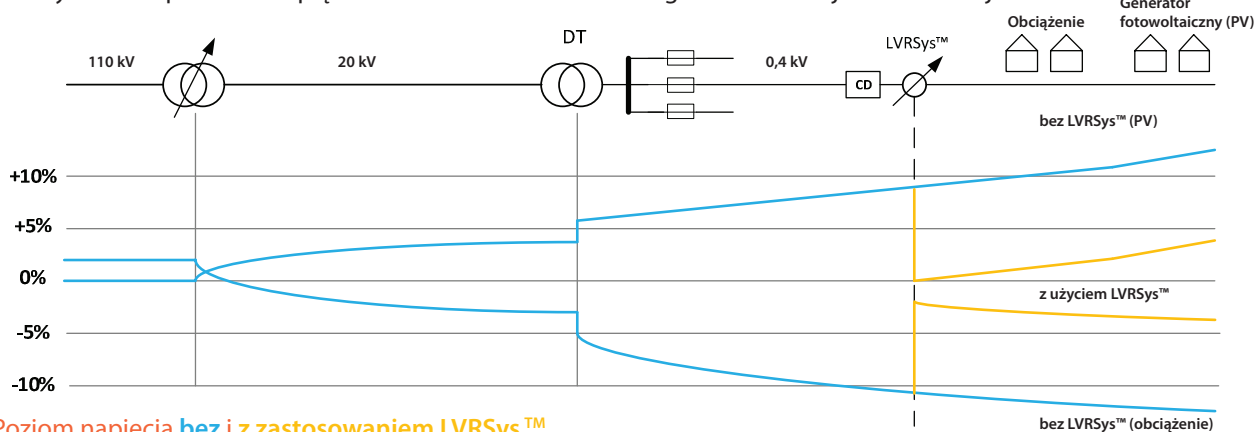 Generator
fotowoltaiczny (PV)
Obciążenie
DT
LVRSys™
110 kV
20 kV
0,4 kV
CD
bez LVRSys™ (PV)
+10%
+5%
0%
z użyciem LVRSys™
-5%
-10%
Poziom napięcia bez i z zastosowaniem LVRSys™
bez LVRSys™ (obciążenie)